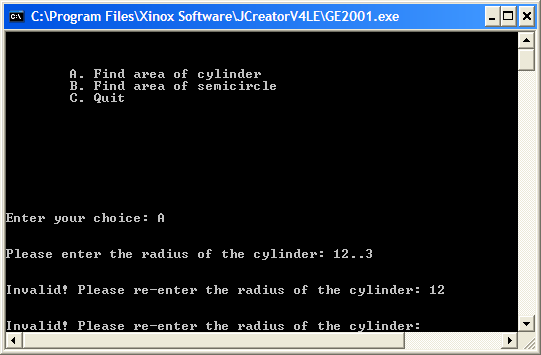 C:\Program Files\Xinox Software\JCreatorV4LE\GE2001.exe
A. Find area of cylinder
B. Find area of semicircle
C. Quit
Enter your choice: A
Please enter the radius of the cylinder: 12..3
Invalid! Please re-enter the radius of the cylinder: 12
Invalid! Please re-enter the radius of the cylinder: